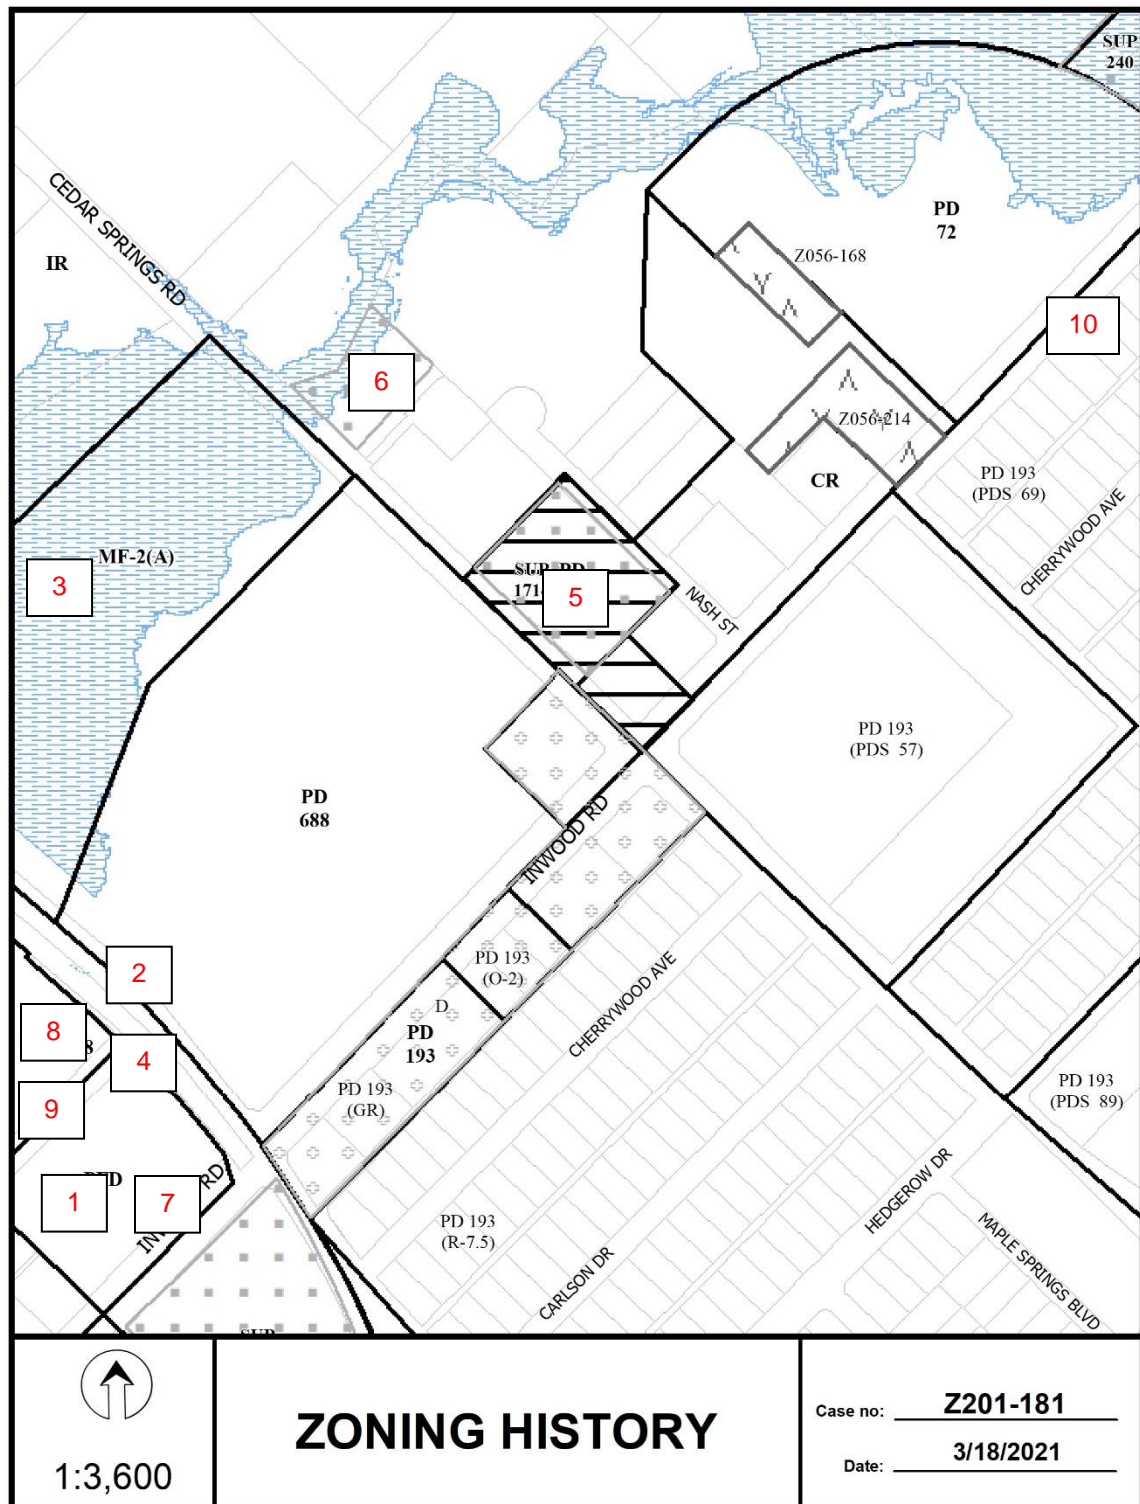 SUP
240
CEDAR SPRINGS RD
IR
PD
72
Z056-168
10
6
Z056-214
PD 193
(PDS 69)
CR
CHERRYWOOD AVE
MF-2(A)
3
SUP PD
5
NASH ST
PD 193
(PDS 57)
PD
688
INWOOD RD
PD 193
(O-2)
CHERRYWOOD AVE
2
D
8
4
PD
193
9
PD 193
(GR)
PD 193
(PDS 89)
1
7
RD
PD 193
(R-7.5)
HEDGEROW DR
CARLSON DR
MAPLE SPRINGS BLVD
1:3,600
ZONING HISTORY
Case no: Z201-181
Date: 3/18/2021